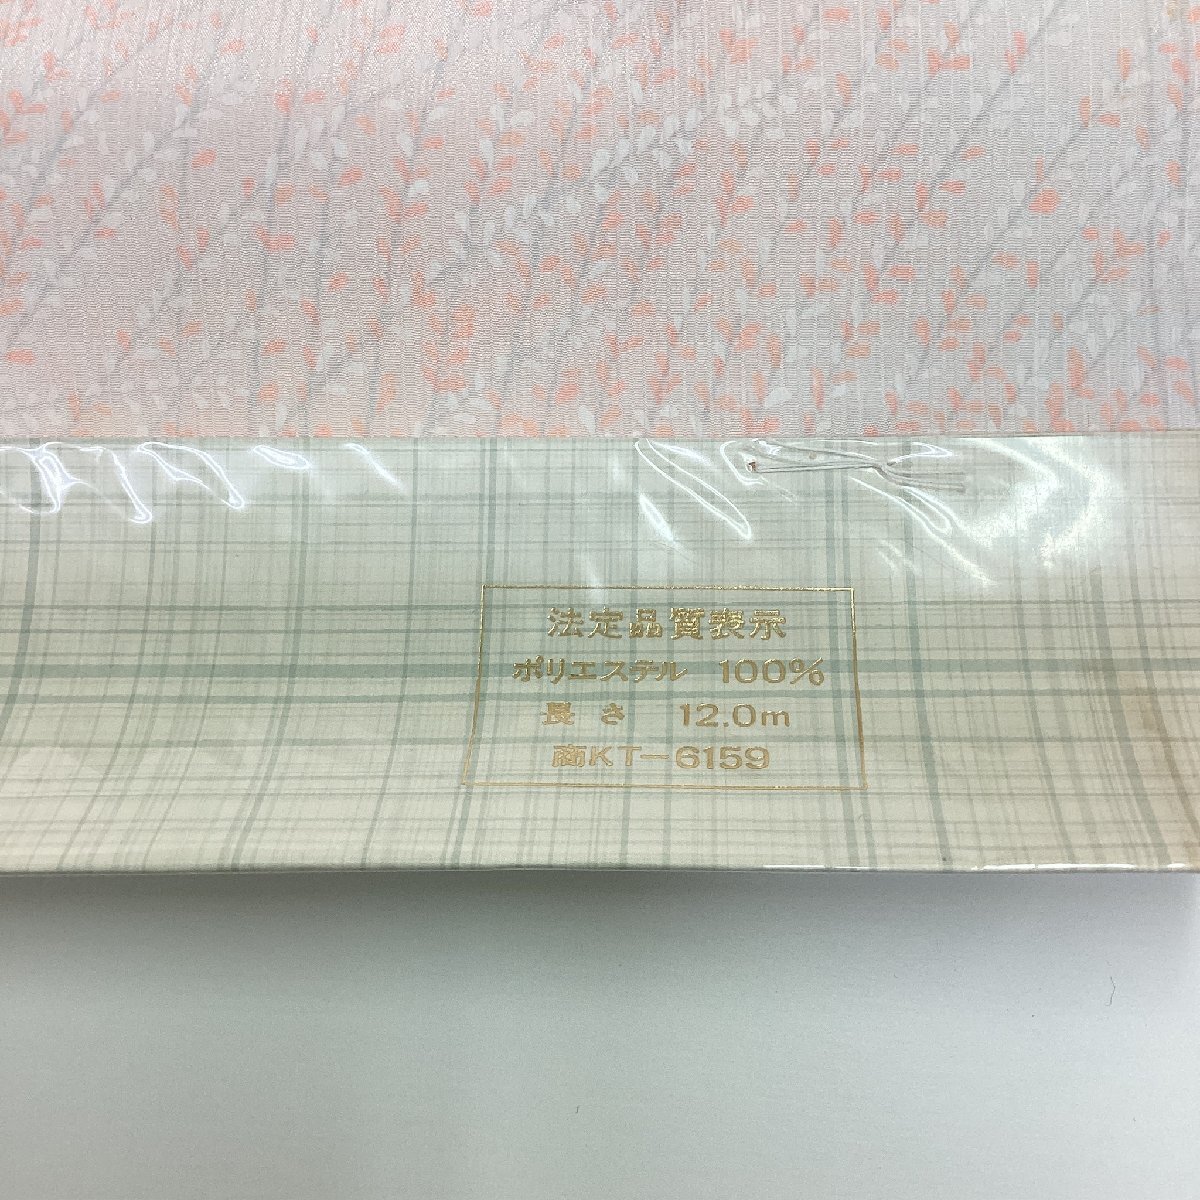 法定品質表示
ポリエステル 100%
長さ 12.0m
商KT-6159